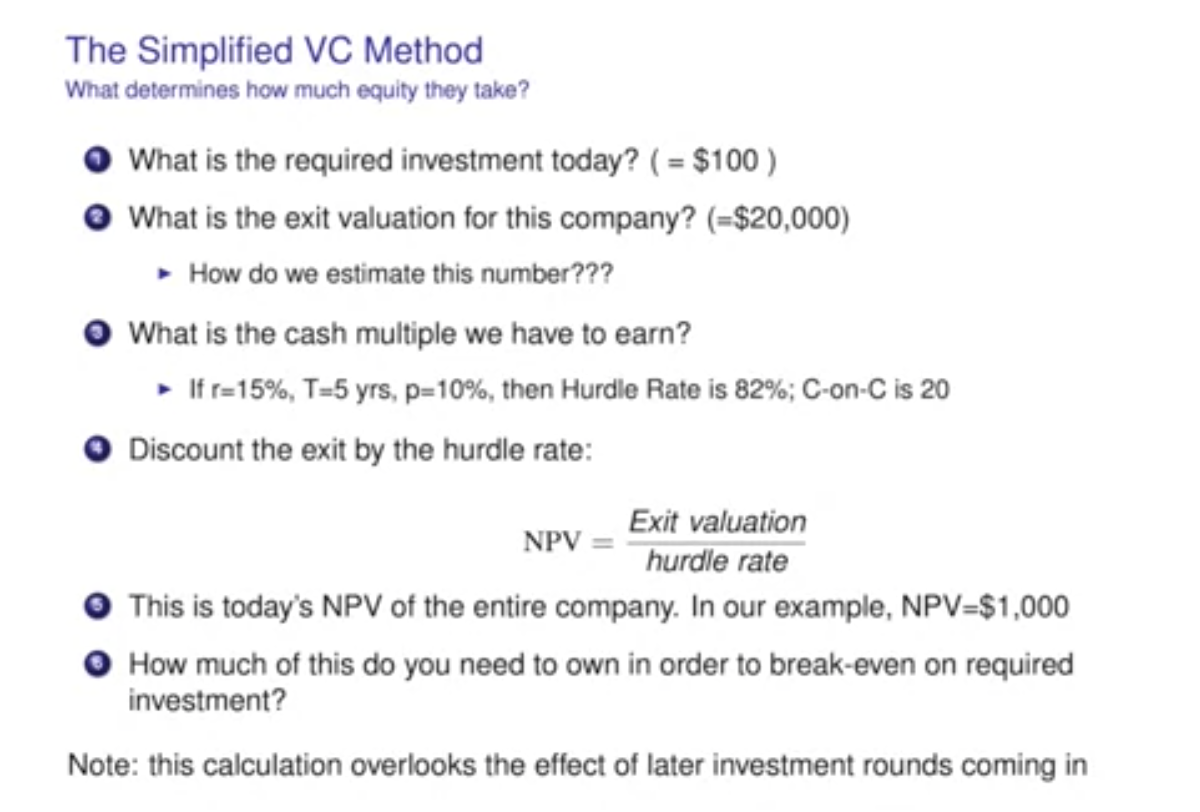 The Simplified VC Method
What determines how much equity they take?
1 What is the required investment today? ( = $100 )
2 What is the exit valuation for this company? (=$20,000)
► How do we estimate this number???
3 What is the cash multiple we have to earn?
► If r=15%, T=5 yrs, p=10%, then Hurdle Rate is 82%; C-on-C is 20
4 Discount the exit by the hurdle rate:
NPV = Exit valuation / hurdle rate
5 This is today's NPV of the entire company. In our example, NPV=$1,000
6 How much of this do you need to own in order to break-even on required
investment?
Note: this calculation overlooks the effect of later investment rounds coming in